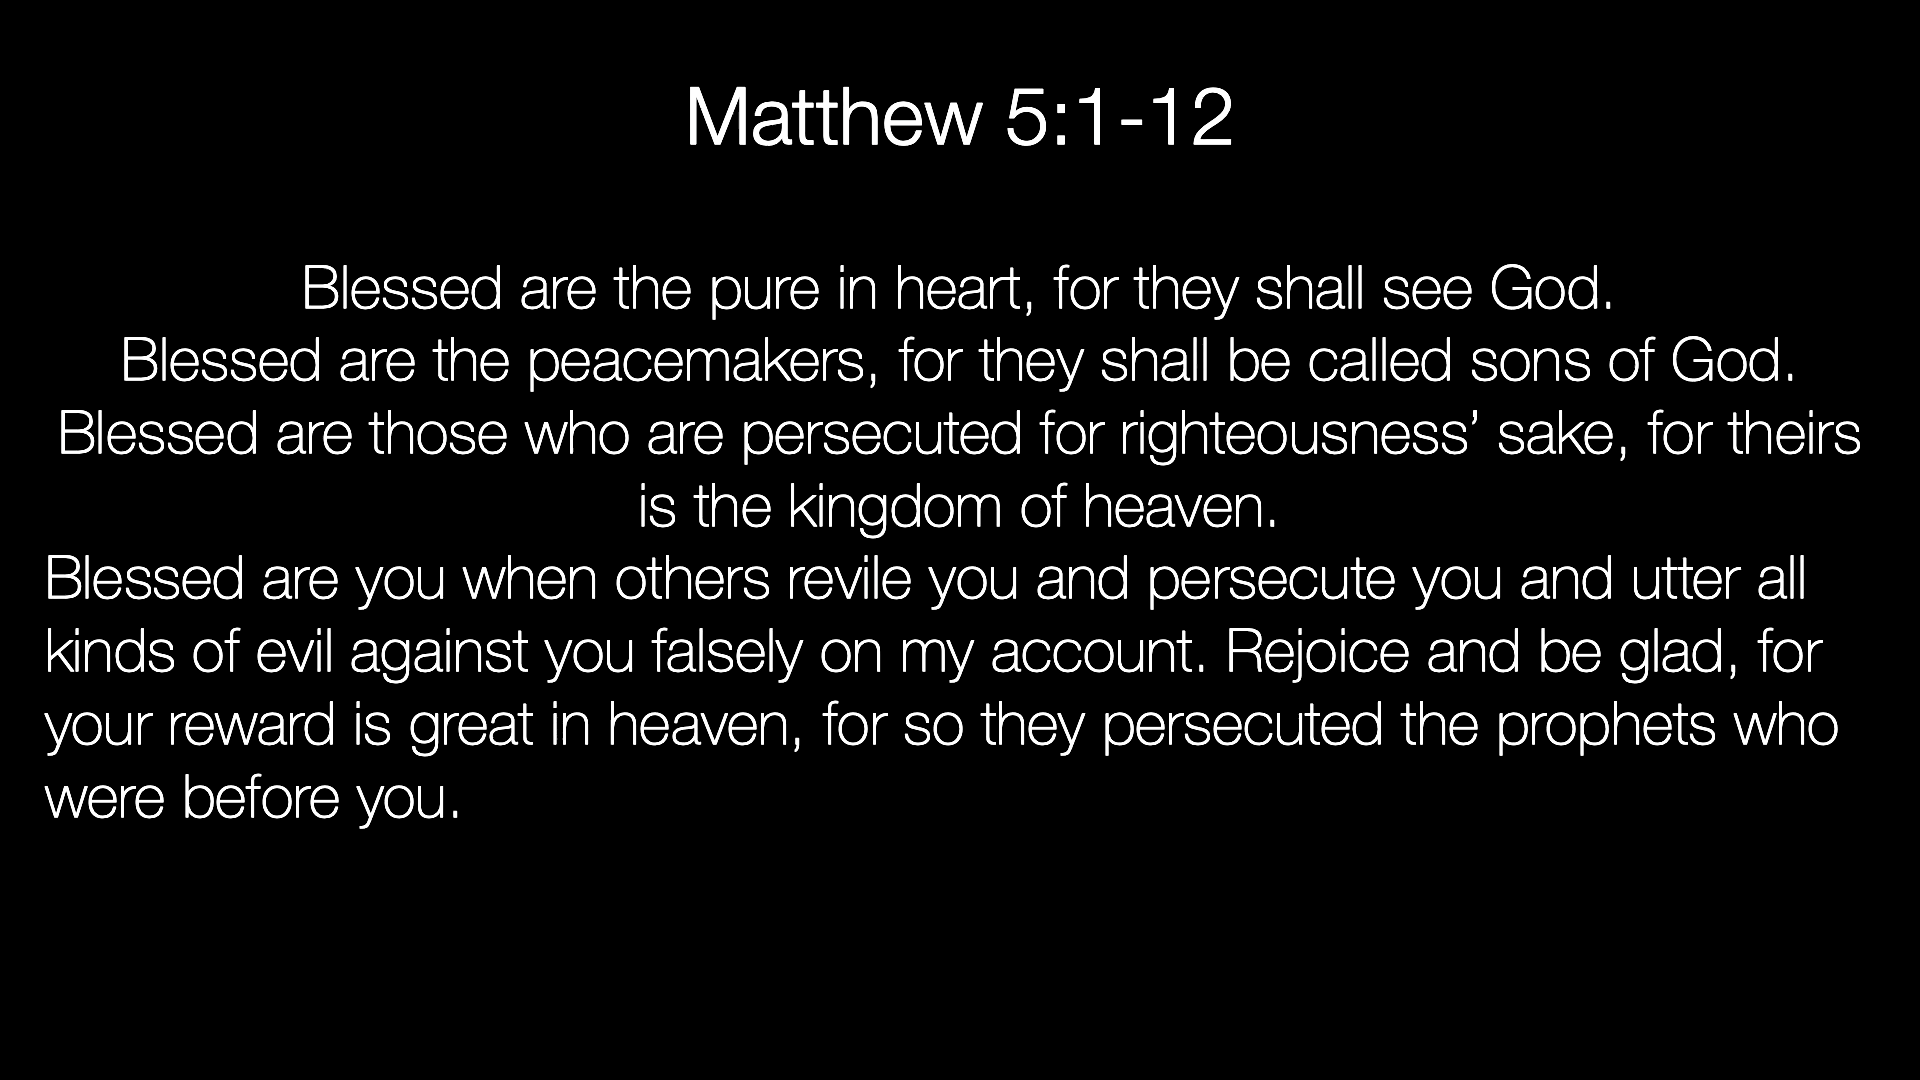 Matthew 5:1-12
Blessed are the pure in heart, for they shall see God.
Blessed are the peacemakers, for they shall be called sons of God.
Blessed are those who are persecuted for righteousness’ sake, for theirs
is the kingdom of heaven.
Blessed are you when others revile you and persecute you and utter all
kinds of evil against you falsely on my account. Rejoice and be glad, for
your reward is great in heaven, for so they persecuted the prophets who
were before you.